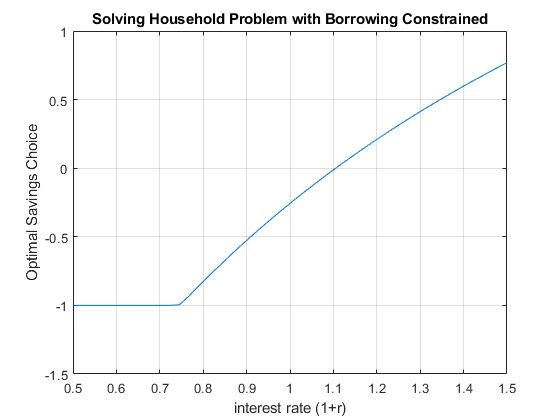 Solving Household Problem with Borrowing Constrained
Optimal Savings Choice
1
0.5
0
-0.5
-1
-1.5
0.5 0.6 0.7 0.8 0.9 1 1.1 1.2 1.3 1.4 1.5
interest rate (1+r)